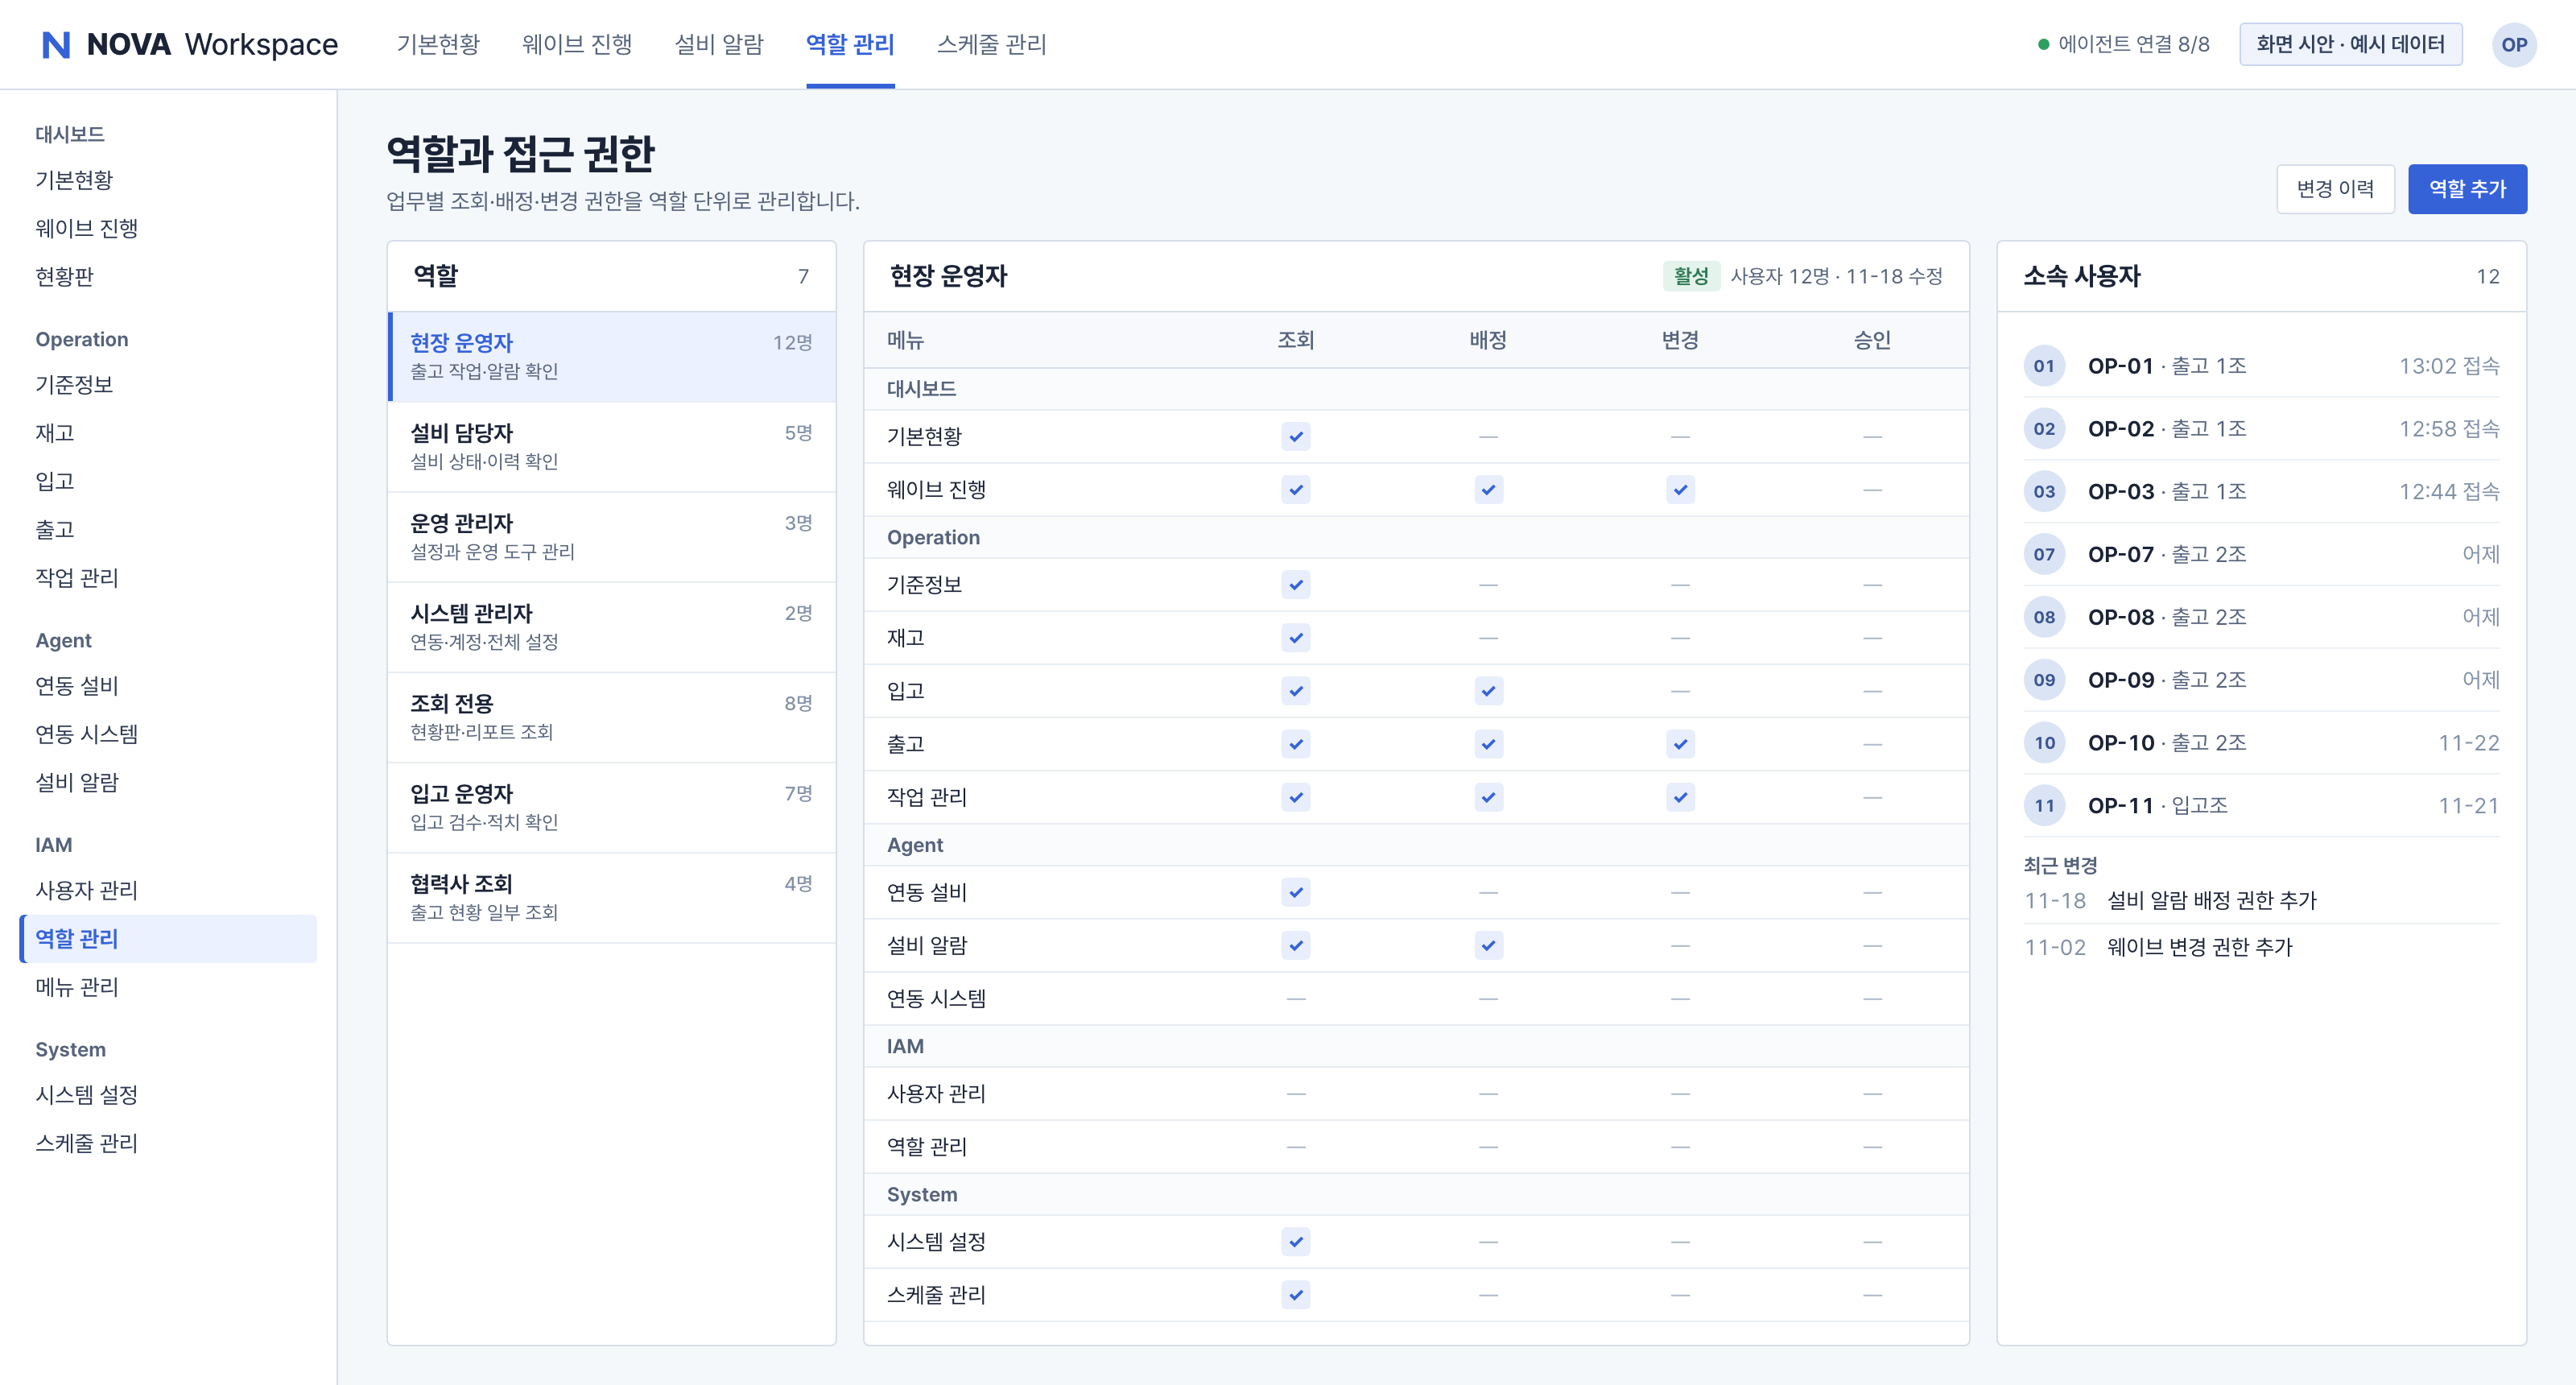 NOVA Workspace
기본현황 웨이브 진행 설비 알람 역할 관리 스케줄 관리
에이전트 연결 8/8
화면 시안 · 예시 데이터
OP
대시보드
기본현황
웨이브 진행
현황판
Operation
기준정보
재고
입고
출고
작업 관리
Agent
연동 설비
연동 시스템
설비 알람
IAM
사용자 관리
역할 관리
메뉴 관리
System
시스템 설정
스케줄 관리
역할과 접근 권한
업무별 조회·배정·변경 권한을 역할 단위로 관리합니다.
변경 이력
역할 추가
역할 7
현장 운영자 12명
출고 작업·알람 확인
설비 담당자 5명
설비 상태·이력 확인
운영 관리자 3명
설정과 운영 도구 관리
시스템 관리자 2명
연동·계정·전체 설정
조회 전용 8명
현황판·리포트 조회
입고 운영자 7명
입고 검수·적치 확인
협력사 조회 4명
출고 현황 일부 조회
현장 운영자 활성 사용자 12명 · 11-18 수정
메뉴 조회 배정 변경 승인
대시보드
기본현황 — — —
웨이브 진행 —
Operation
기준정보 — — —
재고 — — —
입고 — —
출고 —
작업 관리 —
Agent
연동 설비 — — —
설비 알람 — —
연동 시스템 — — — —
IAM
사용자 관리 — — — —
역할 관리 — — — —
System
시스템 설정 — — —
스케줄 관리 — — —
소속 사용자 12
01 OP-01 · 출고 1조 13:02 접속
02 OP-02 · 출고 1조 12:58 접속
03 OP-03 · 출고 1조 12:44 접속
07 OP-07 · 출고 2조 어제
08 OP-08 · 출고 2조 어제
09 OP-09 · 출고 2조 어제
10 OP-10 · 출고 2조 11-22
11 OP-11 · 입고조 11-21
최근 변경
11-18 설비 알람 배정 권한 추가
11-02 웨이브 변경 권한 추가